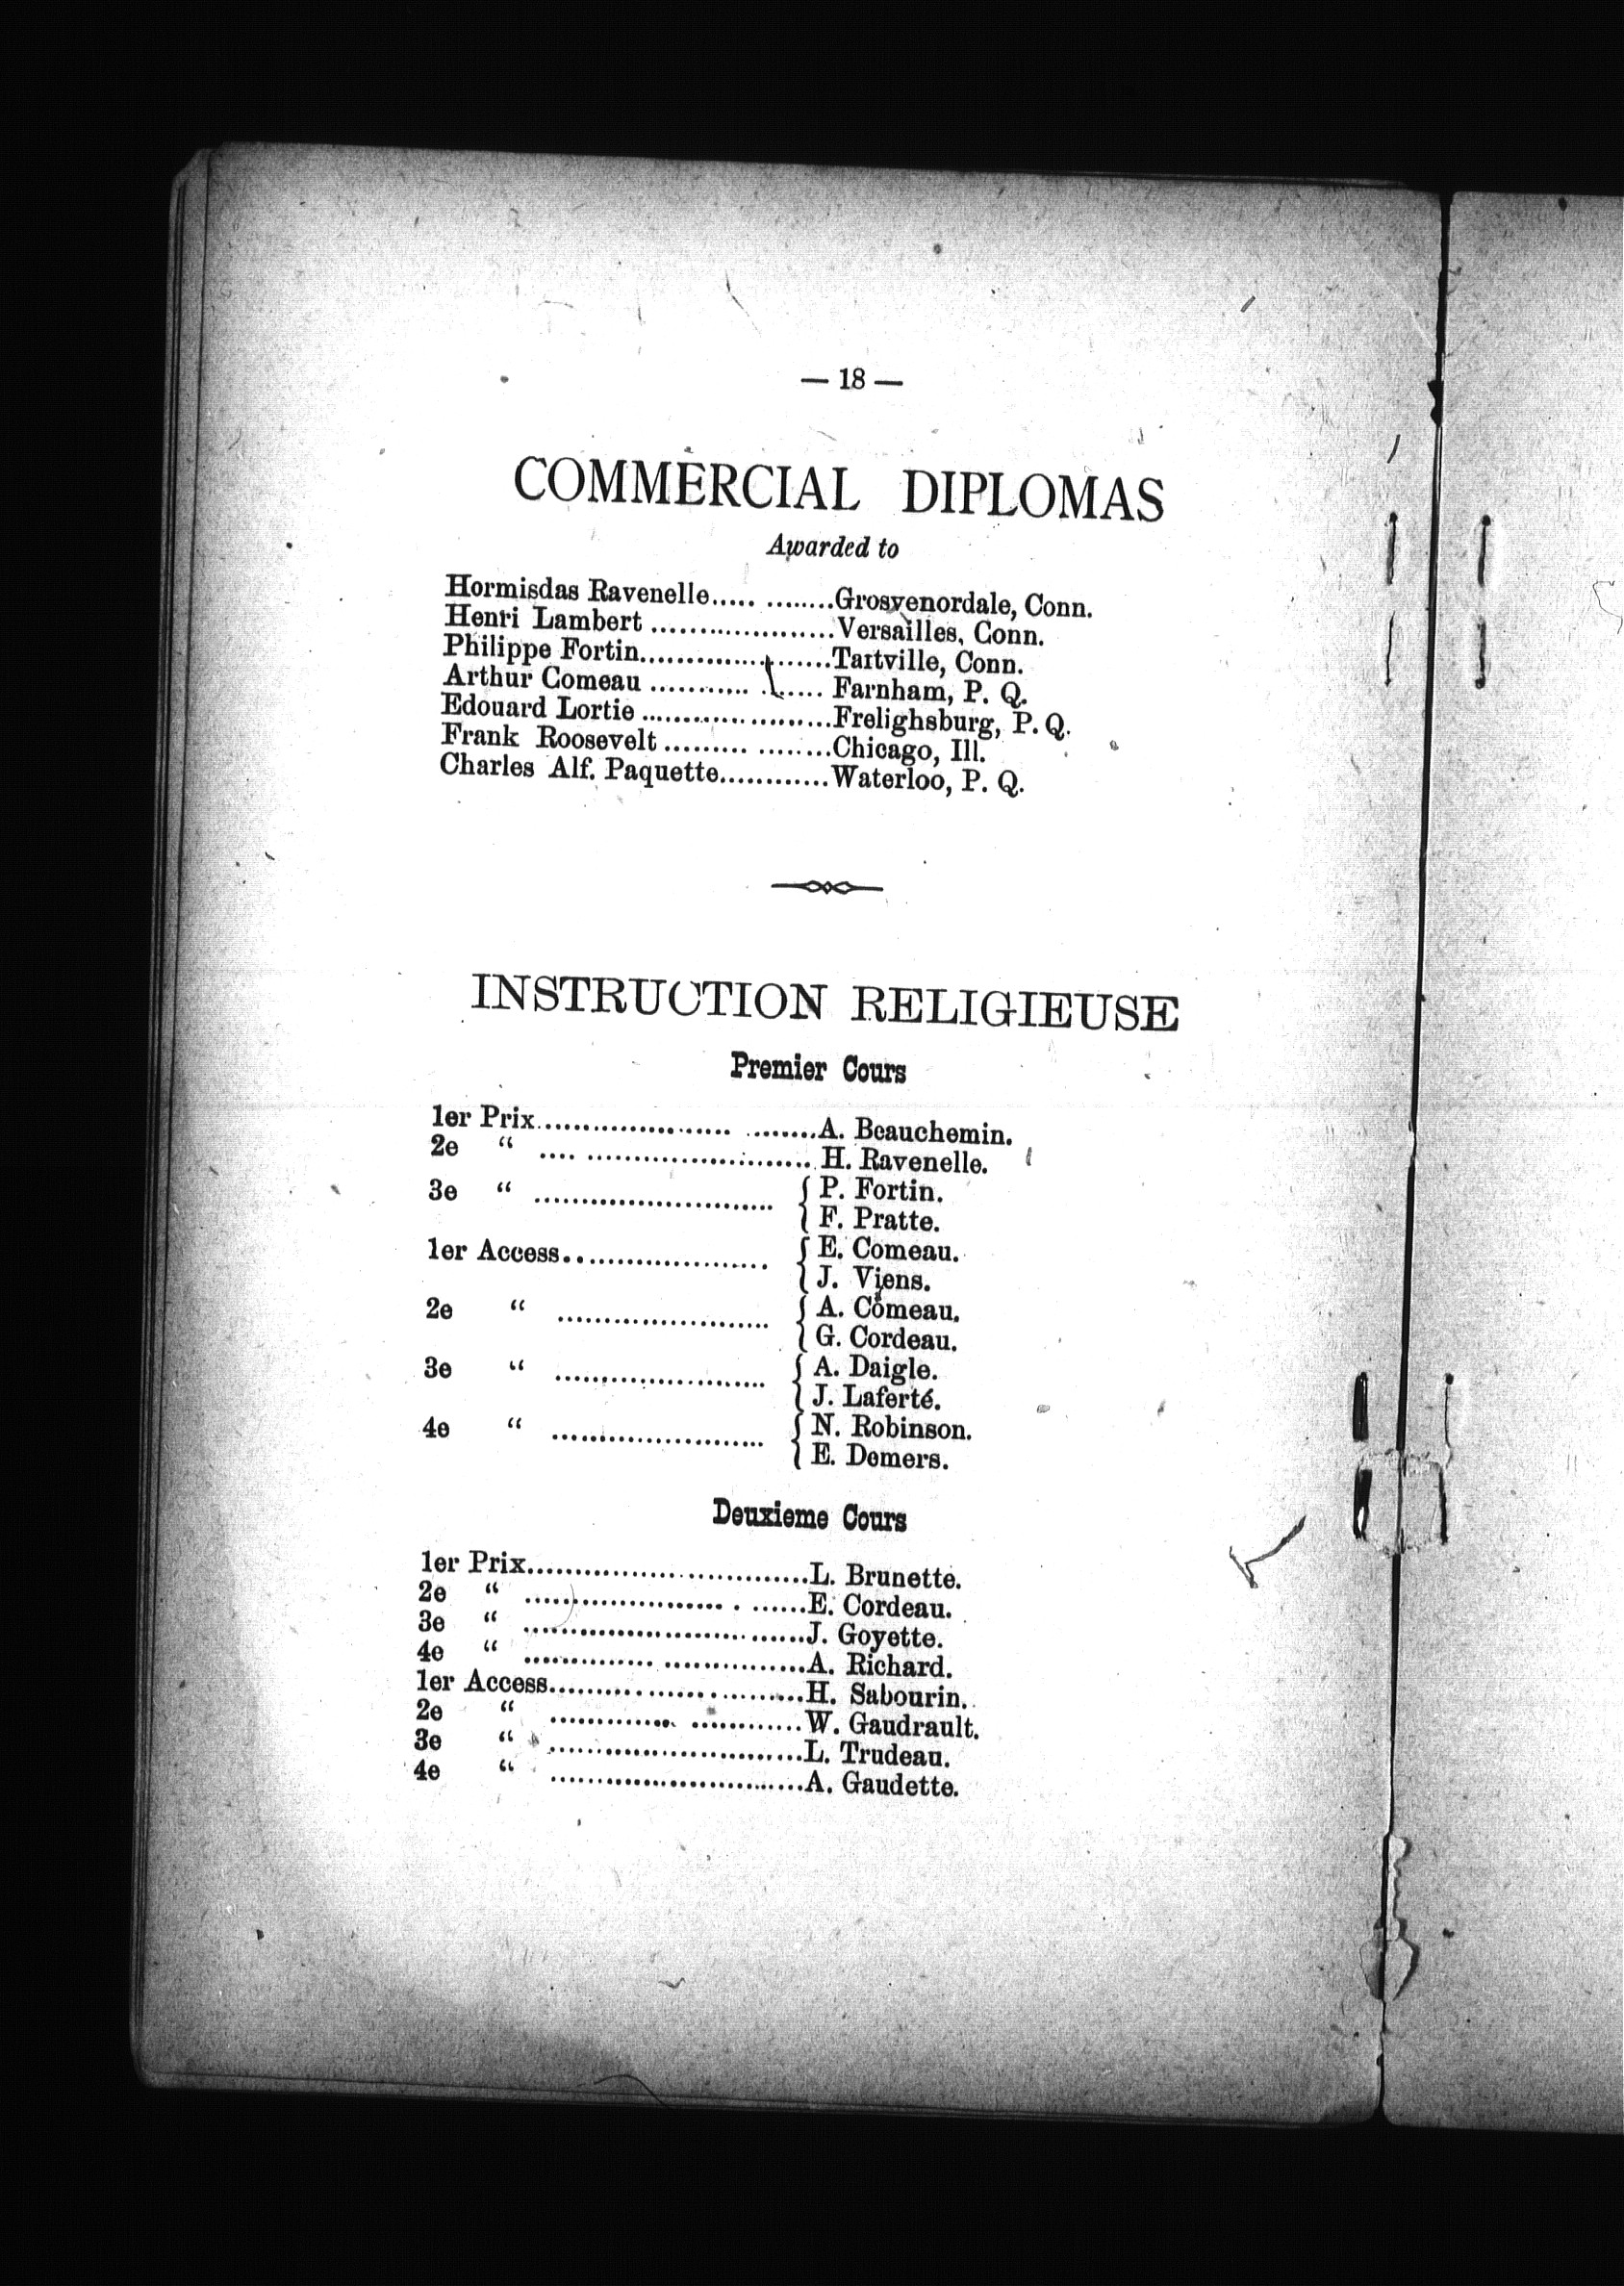 — 18 —
COMMERCIAL DIPLOMAS
Awarded to
Hormisdas Ravenelle..... ........Grosvenordale, Conn.
Henri Lambert ....................Versailles, Conn.
Philippe Fortin.....................Taftville, Conn.
Arthur Comeau ........... ....... Farnham, P. Q.
Edouard Lortie ........... .........Frelighsburg, P. Q.
Frank Roosevelt ......... ........Chicago, Ill.
Charles Alf. Paquette............Waterloo, P. Q.
INSTRUCTION RELIGIEUSE
Premier Cours
1er Prix..................... ........A. Beauchemin.
2e “ .... ........................ H. Ravenelle.
3e “ .......................... { P. Fortin.
{ F. Pratte.
1er Access...................... { E. Comeau.
{ J. Viens.
2e “ ....................... { A. Comeau.
{ G. Cordeau.
3e “ ....................... { A. Daigle.
{ J. Laferté.
4e “ ....................... { N. Robinson.
{ E. Demers.
Deuxieme Cours
1er Prix..............................L. Brunette.
2e “ ..................... . ......E. Cordeau.
3e “ ........................ ......J. Goyette.
4e “ .............. ...............A. Richard.
1er Access...........................H. Sabourin.
2e “ ............. ............W. Gaudrault.
3e “ ...........................L. Trudeau.
4e “ ...........................A. Gaudette.